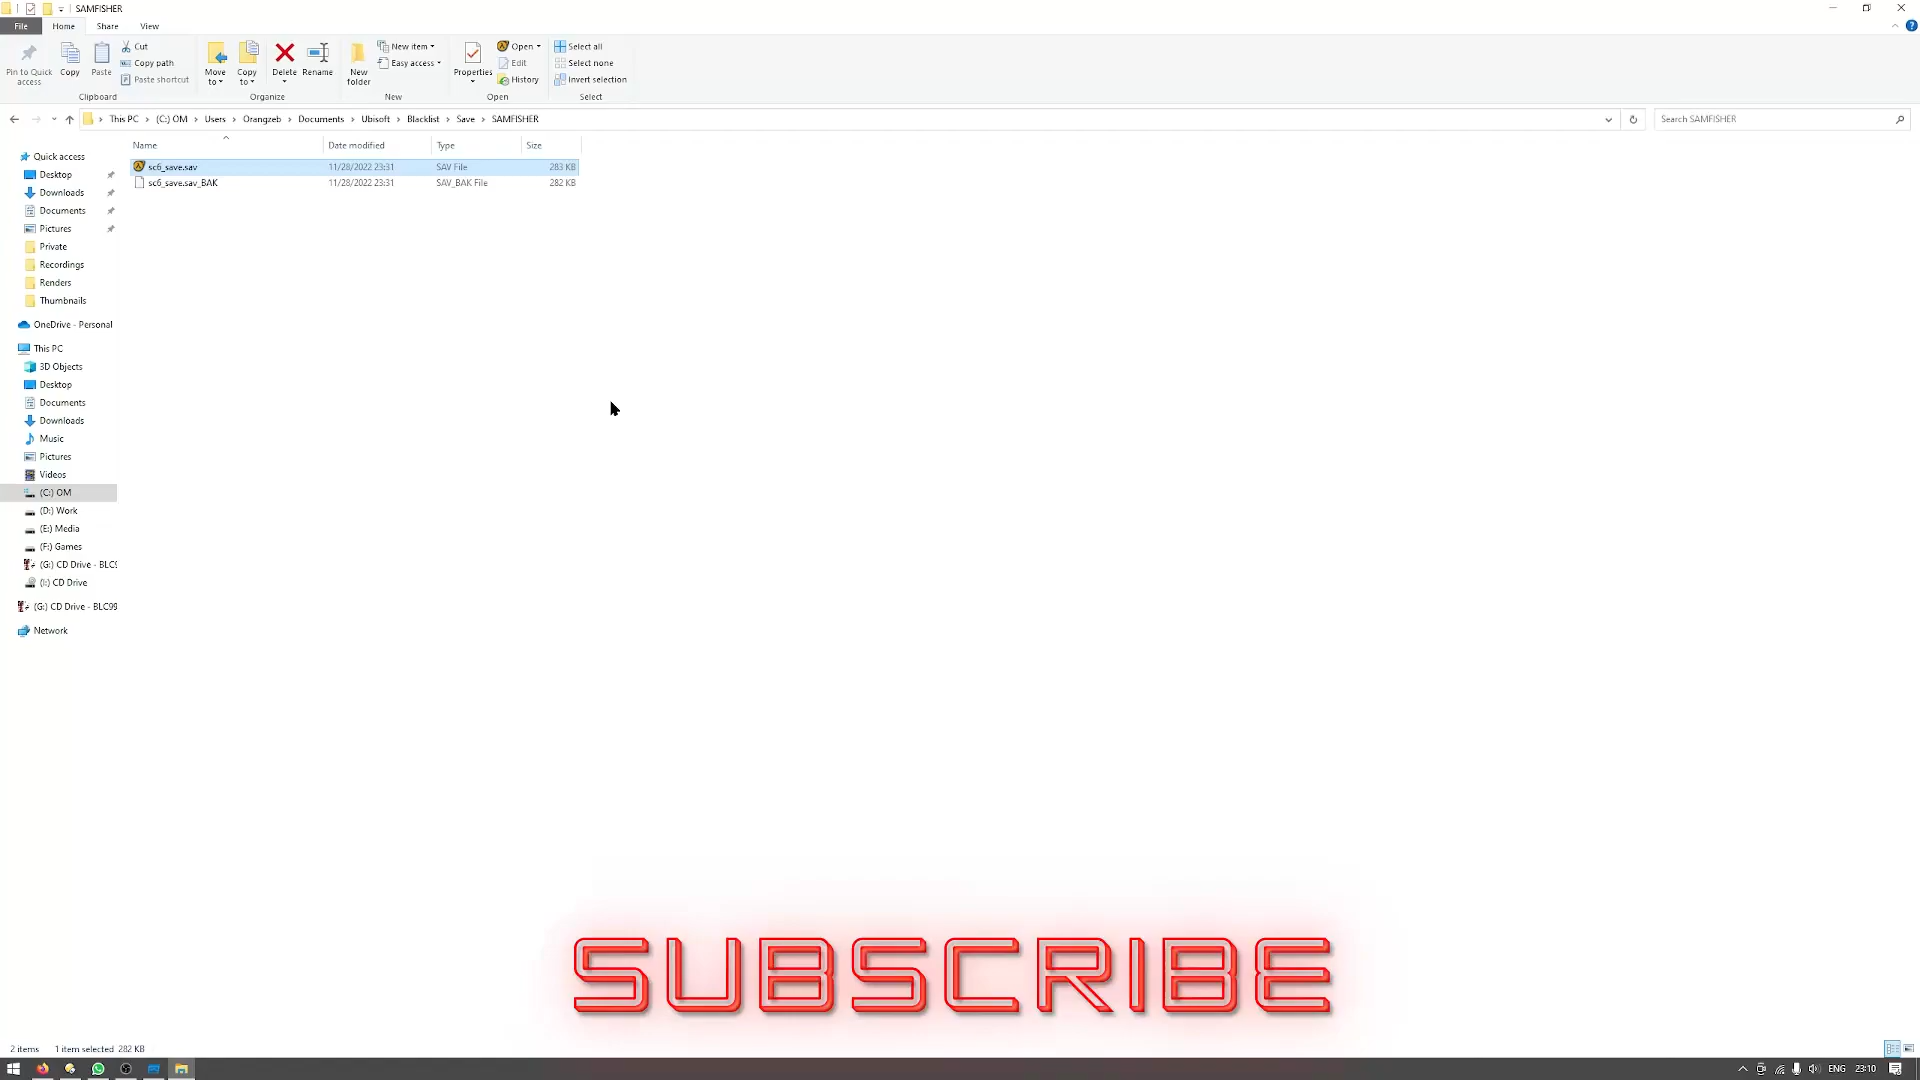 SAMFISHER
File Home Share View
Pin to Quick access
Copy
Paste
Cut
Copy path
Paste shortcut
Move to
Copy to
Delete
Rename
New folder
New item
Easy access
Properties
Open
Edit
History
Select all
Select none
Invert selection
Clipboard Organize New Open Select
This PC (C:) OM Users Orangzeb Documents Ubisoft Blacklist Save SAMFISHER
Search SAMFISHER
Name Date modified Type Size
sc6_save.sav 11/28/2022 23:31 SAV File 283 KB
sc6_save.sav_BAK 11/28/2022 23:31 SAV_BAK File 282 KB
Quick access
Desktop
Downloads
Documents
Pictures
Private
Recordings
Renders
Thumbnails
OneDrive - Personal
This PC
3D Objects
Desktop
Documents
Downloads
Music
Pictures
Videos
(C:) OM
(D:) Work
(E:) Media
(F:) Games
(G:) CD Drive - BLC9
(I:) CD Drive
(G:) CD Drive - BLC99
Network
SUBSCRIBE
2 items 1 item selected 282 KB
ENG 23:10